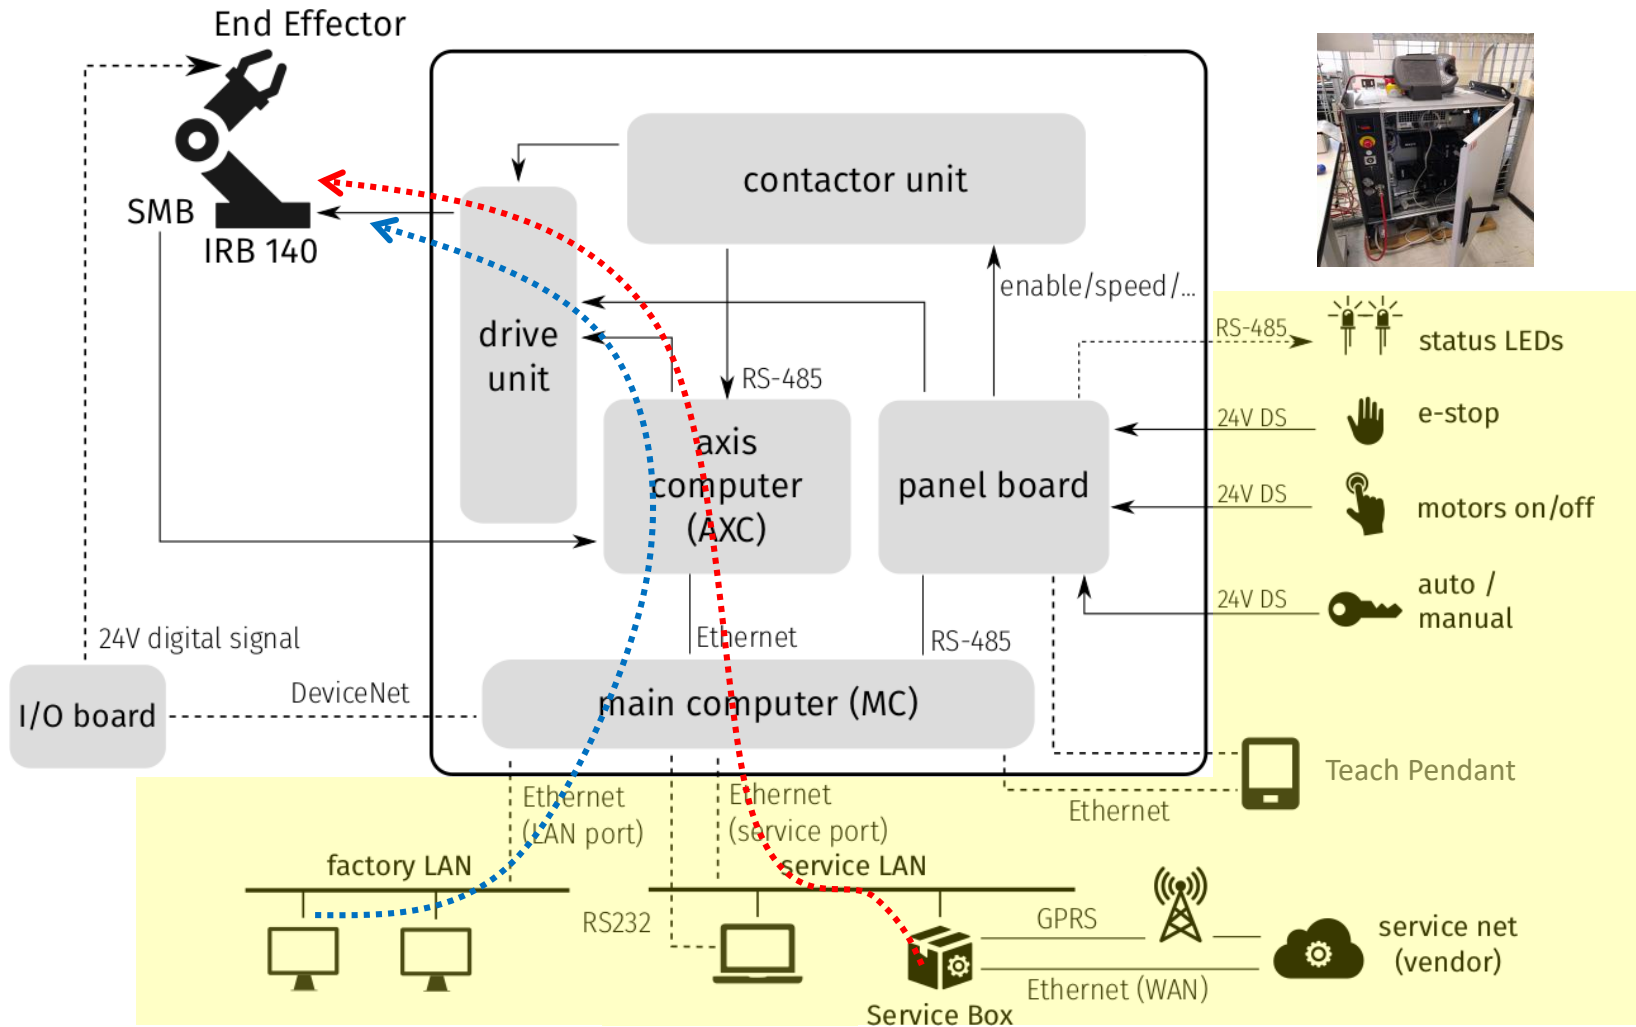 End Effector
SMB
IRB 140
contactor unit
enable/speed/...
drive
unit
RS-485
axis
computer
(AXC)
panel board
RS-485
status LEDs
24V DS
e-stop
24V DS
motors on/off
24V DS
auto /
manual
24V digital signal
Ethernet
RS-485
I/O board
DeviceNet
main computer (MC)
Teach Pendant
Ethernet
Ethernet
(LAN port)
Ethernet
(service port)
factory LAN
service LAN
RS232
GPRS
service net
(vendor)
Ethernet (WAN)
Service Box